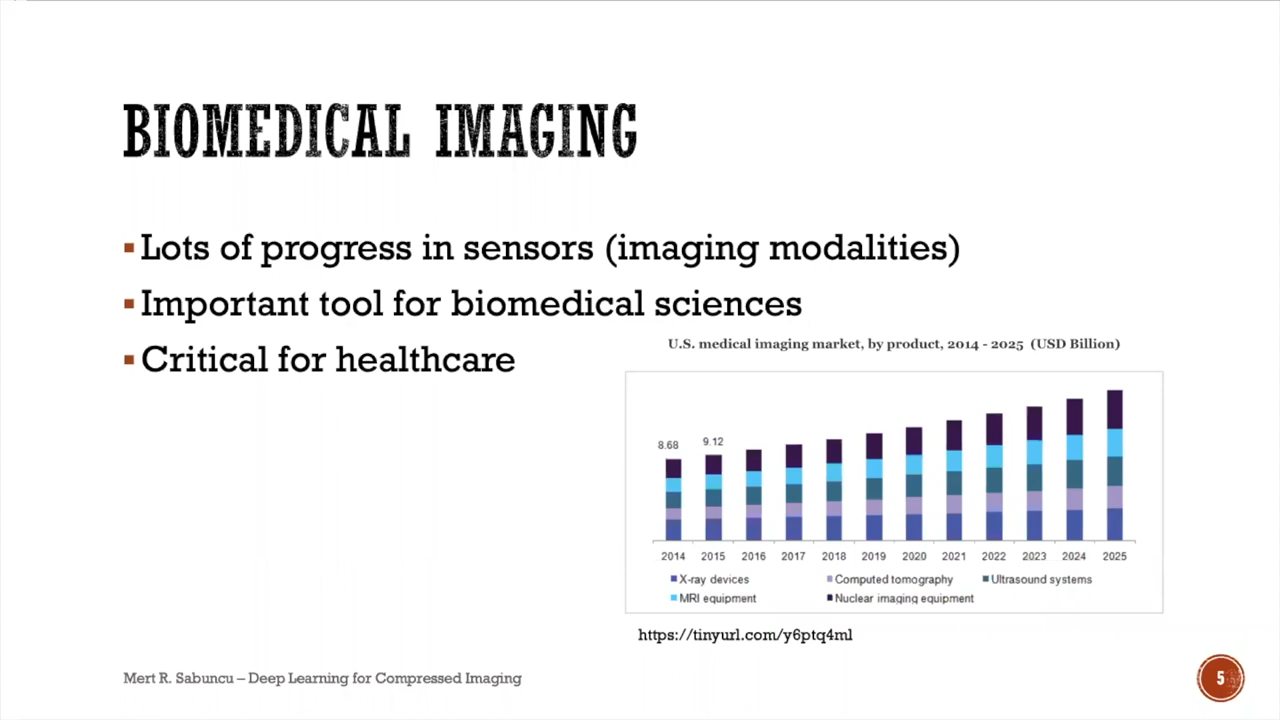 BIOMEDICAL IMAGING
Lots of progress in sensors (imaging modalities)
Important tool for biomedical sciences
Critical for healthcare
U.S. medical imaging market, by product, 2014 - 2025 (USD Billion)
8.68
9.12
2014 2015 2016 2017 2018 2019 2020 2021 2022 2023 2024 2025
X-ray devices Computed tomography Ultrasound systems
MRI equipment Nuclear imaging equipment
https://tinyurl.com/y6ptq4ml
Mert R. Sabuncu – Deep Learning for Compressed Imaging
5